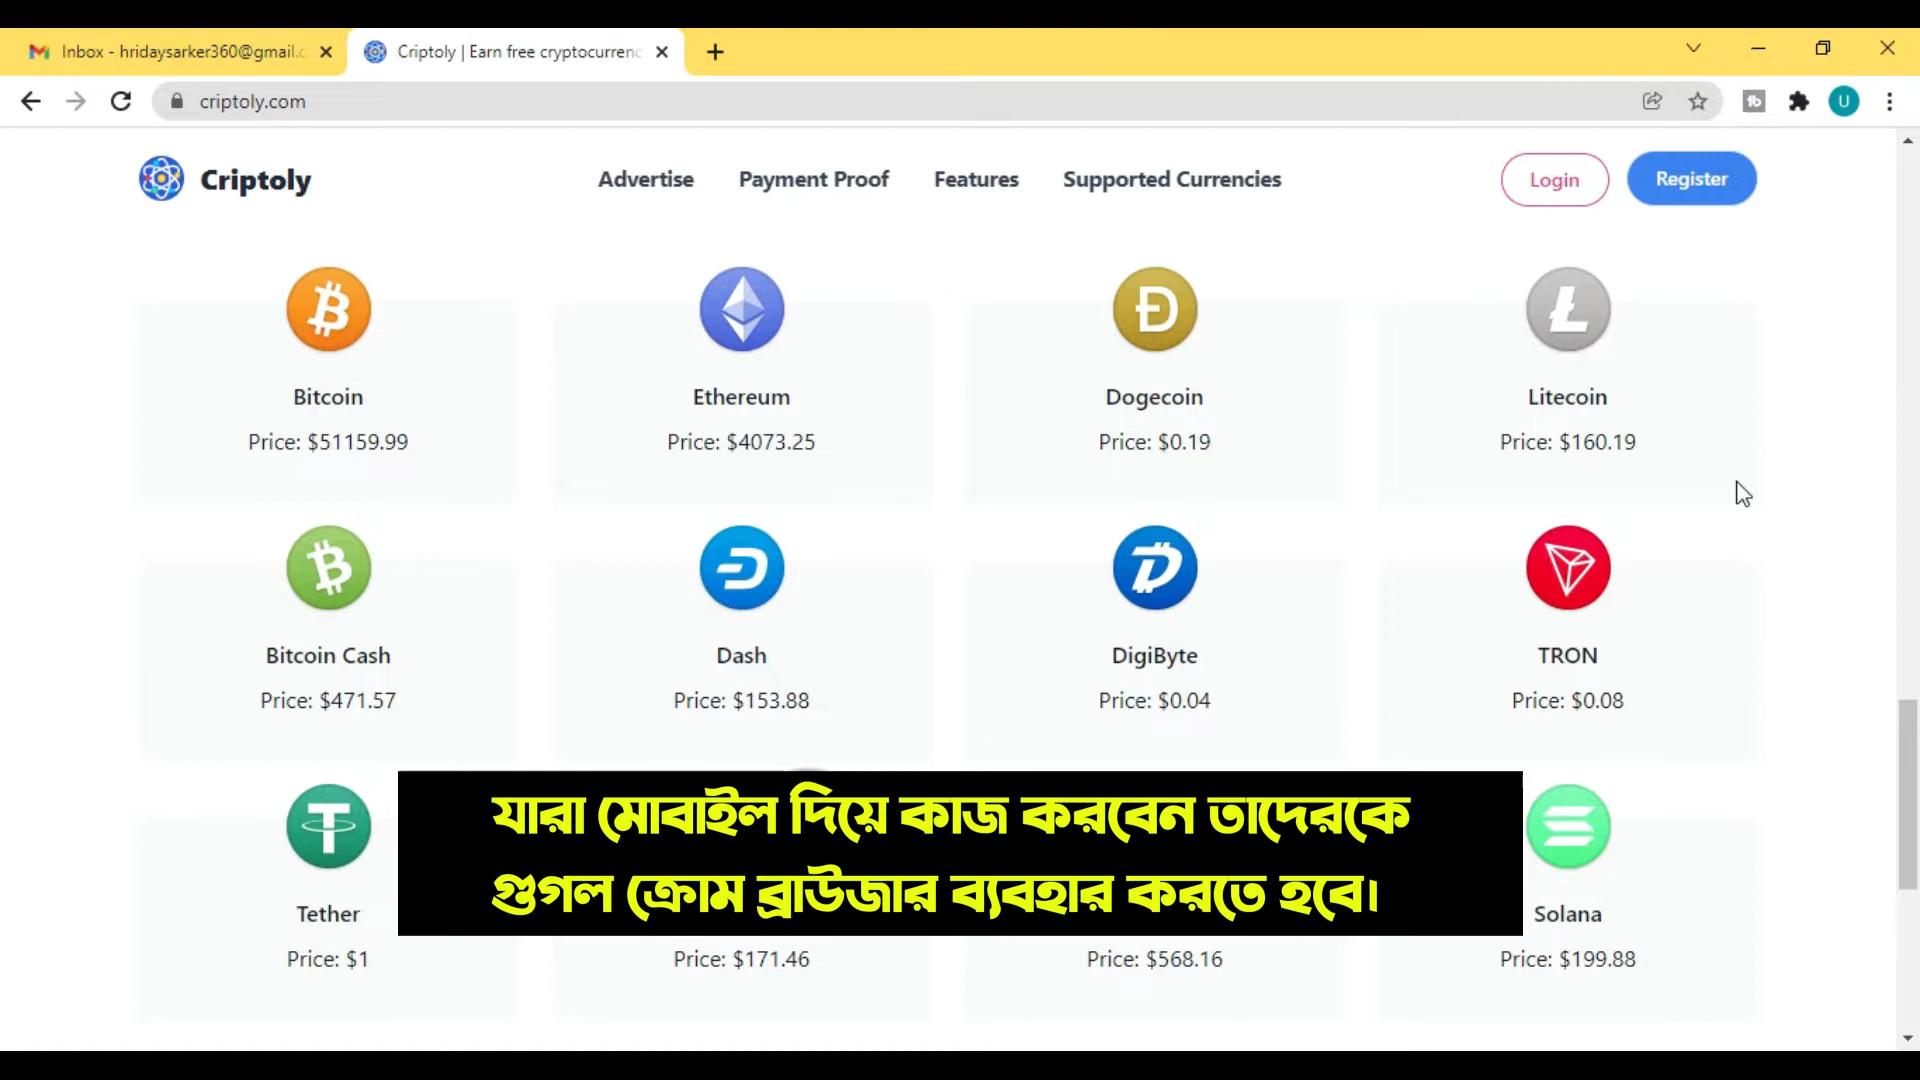 Inbox - hridaysarker360@gmail.c
Criptoly | Earn free cryptocurrenc
criptoly.com
Criptoly
Advertise
Payment Proof
Features
Supported Currencies
Login
Register
Bitcoin
Price: $51159.99
Ethereum
Price: $4073.25
Dogecoin
Price: $0.19
Litecoin
Price: $160.19
Bitcoin Cash
Price: $471.57
Dash
Price: $153.88
DigiByte
Price: $0.04
TRON
Price: $0.08
যারা মোবাইল দিয়ে কাজ করবেন তাদেরকে
গুগল ক্রোম ব্রাউজার ব্যবহার করতে হবে।
Tether
Price: $1
Price: $171.46
Price: $568.16
Solana
Price: $199.88